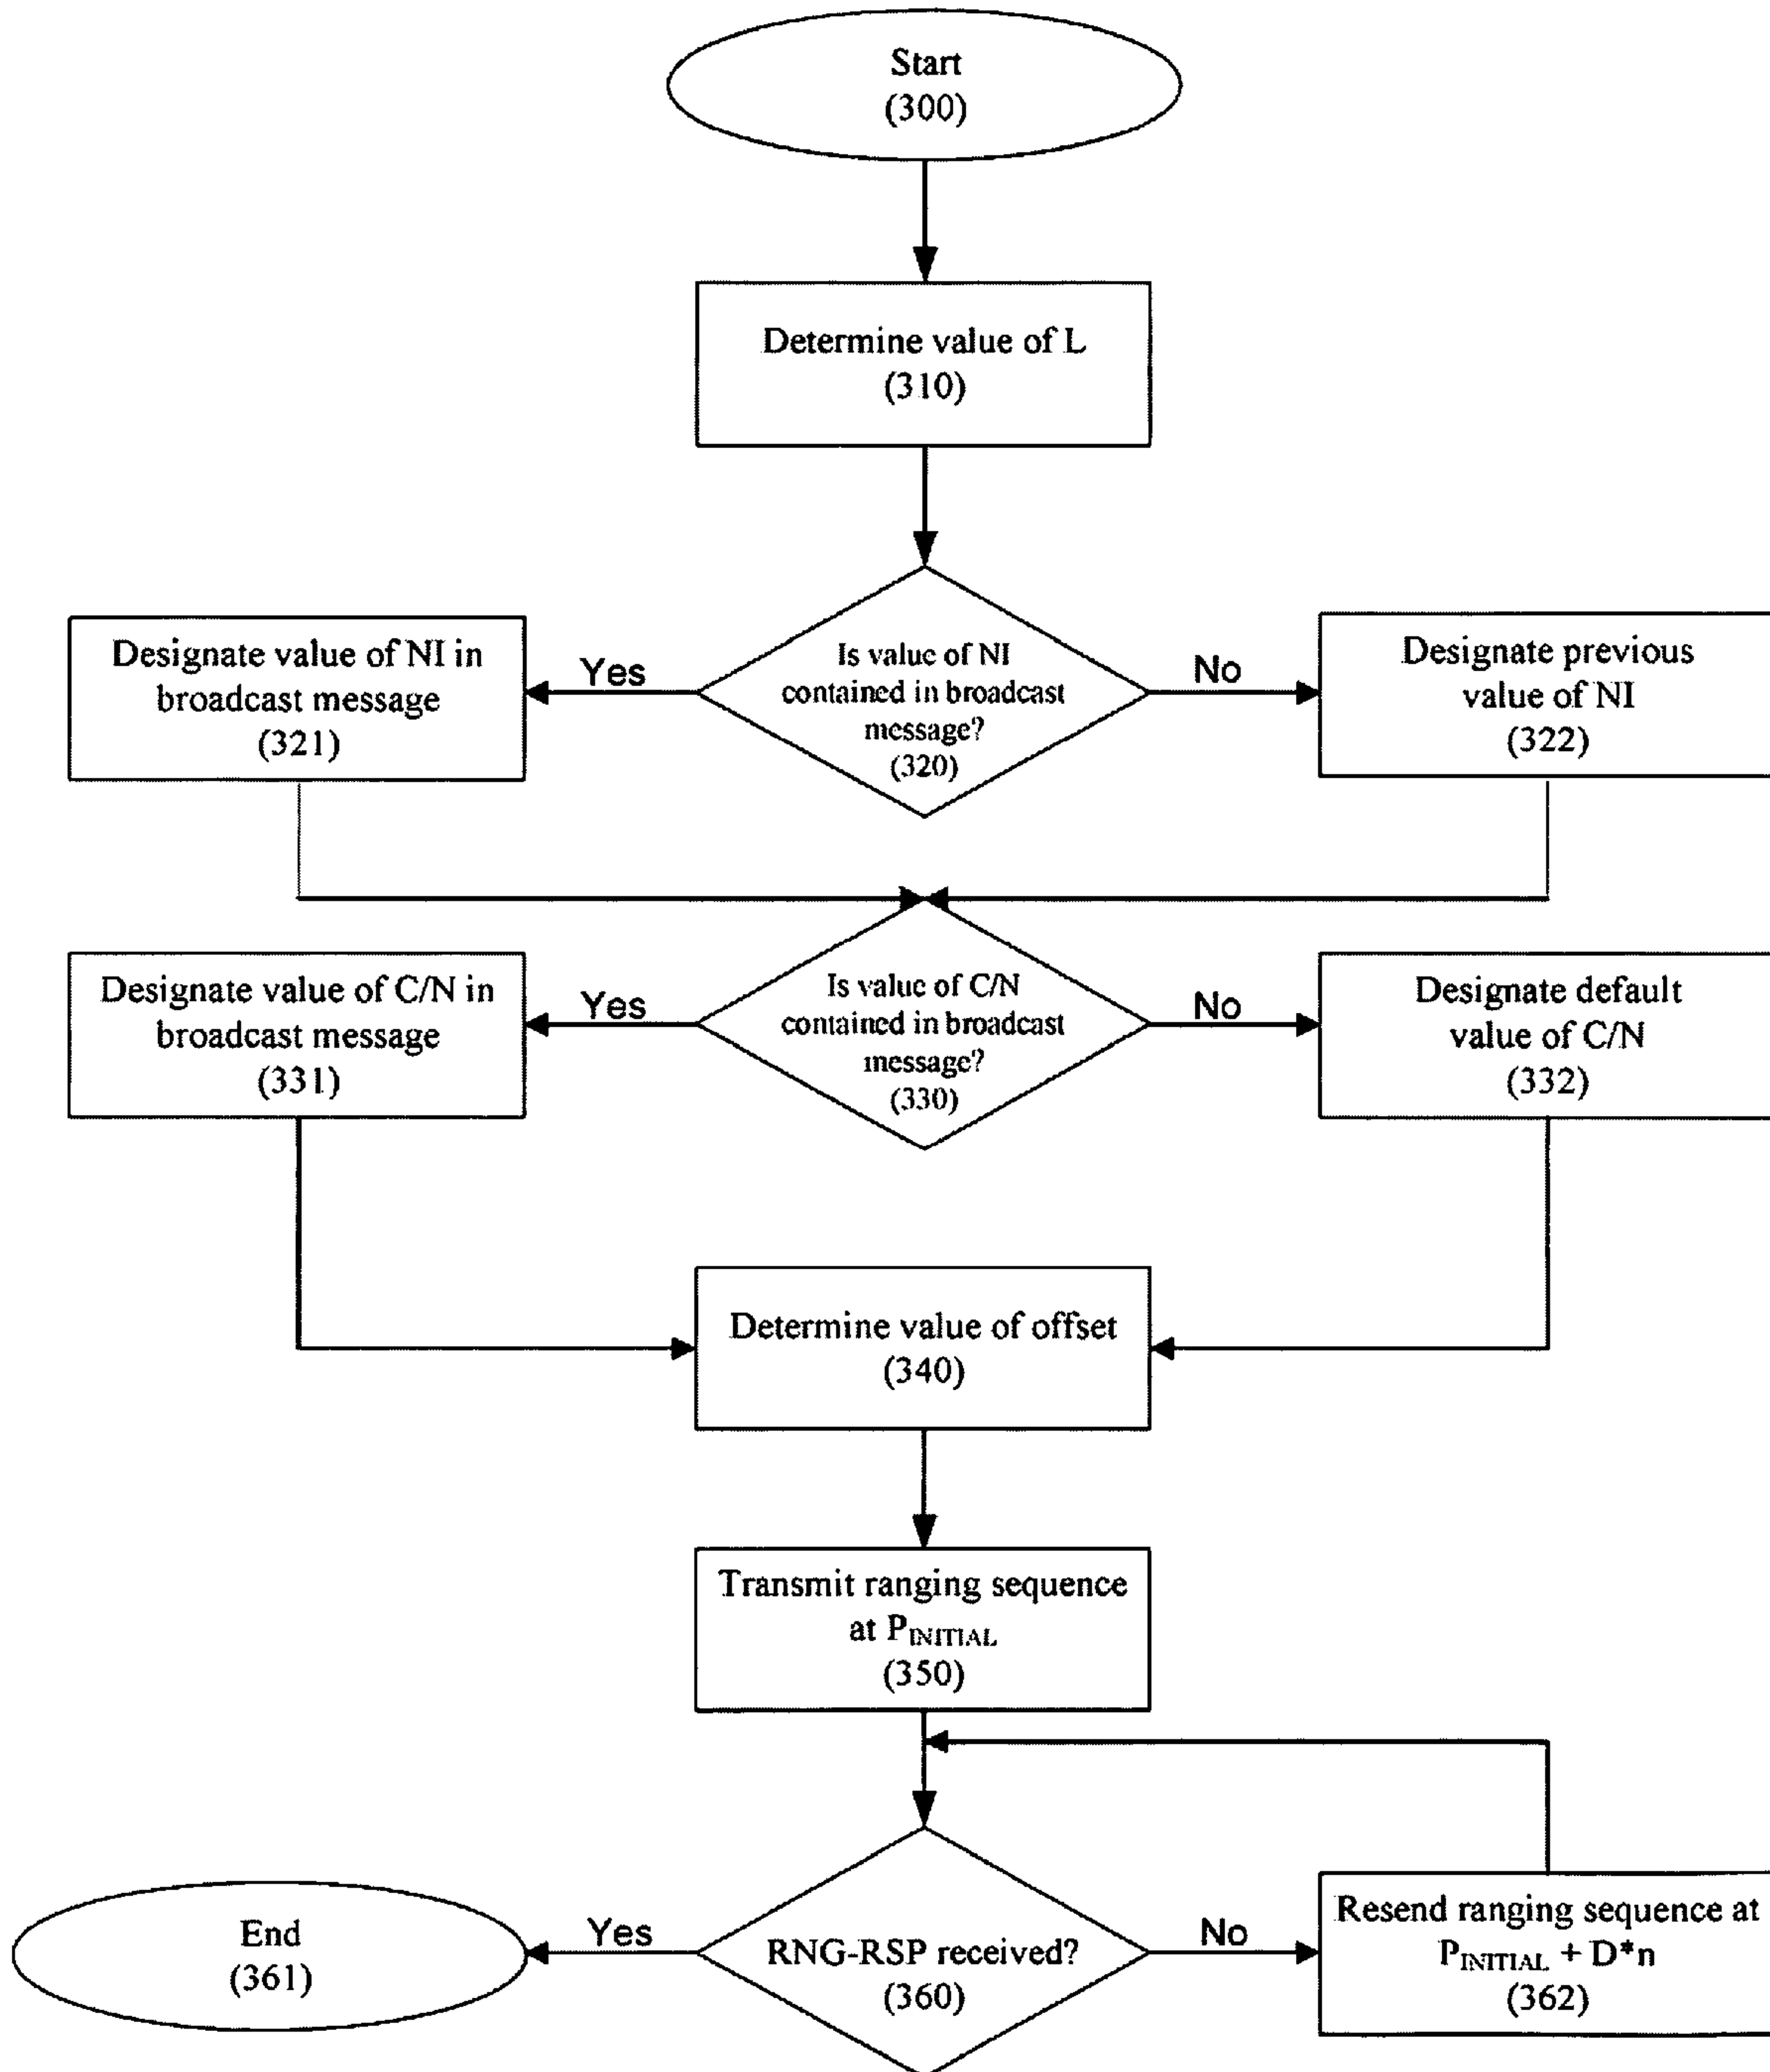 Start
(300)
Determine value of L
(310)
Is value of NI
contained in broadcast
message?
(320)
Yes
No
Designate value of NI in
broadcast message
(321)
Designate previous
value of NI
(322)
Is value of C/N
contained in broadcast
message?
(330)
Yes
No
Designate value of C/N in
broadcast message
(331)
Designate default
value of C/N
(332)
Determine value of offset
(340)
Transmit ranging sequence
at PINITIAL
(350)
RNG-RSP received?
(360)
Yes
No
End
(361)
Resend ranging sequence at
PINITIAL + D*n
(362)